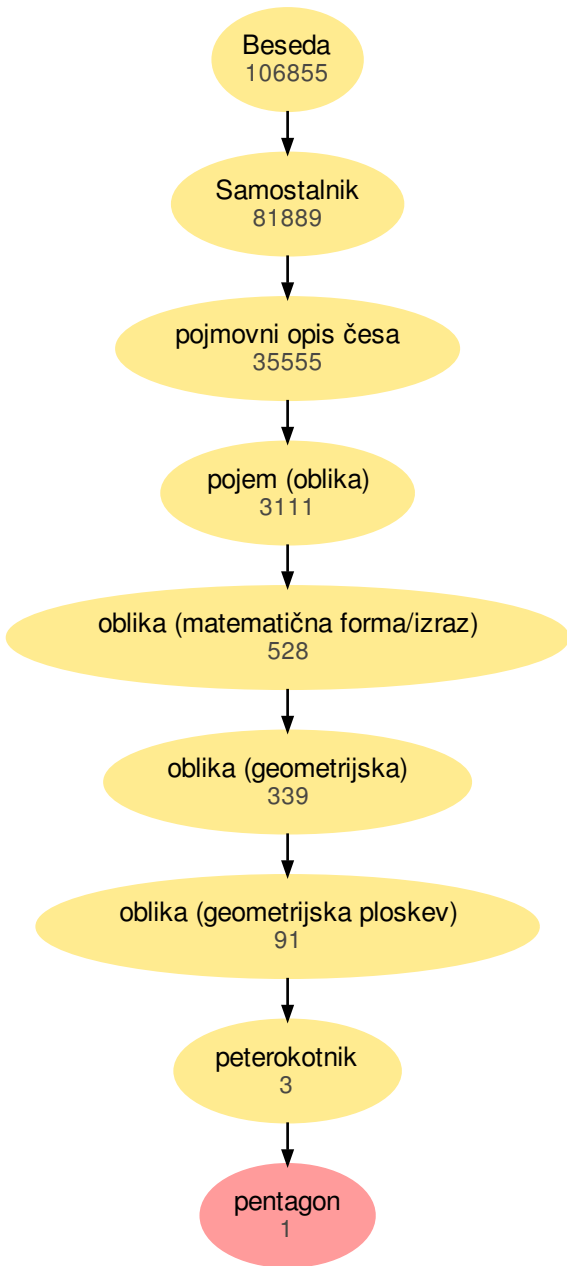 Beseda
106855
Samostalnik
81889
pojmovni opis česa
35555
pojem (oblika)
3111
oblika (matematična forma/izraz)
528
oblika (geometrijska)
339
oblika (geometrijska ploskev)
91
peterokotnik
3
pentagon
1